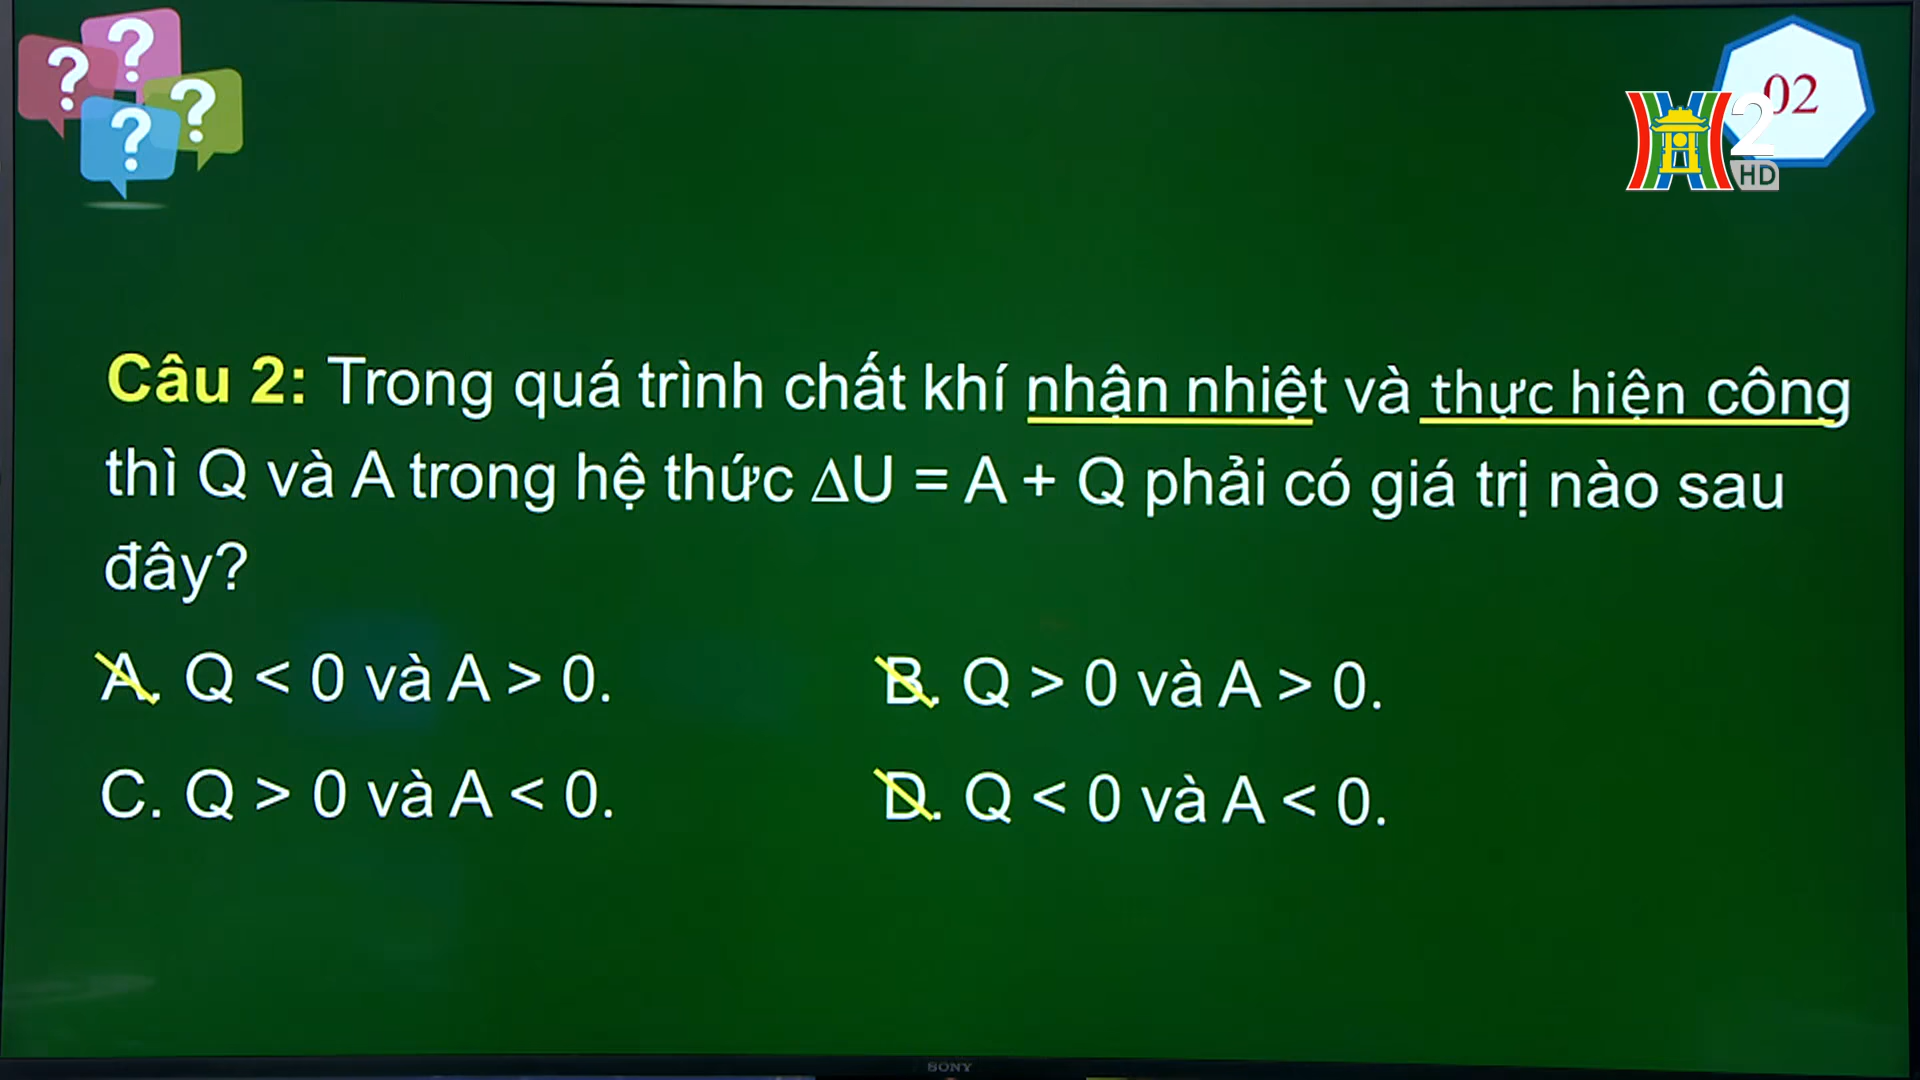 ? ? ? ?
02
2
HD
Câu 2: Trong quá trình chất khí nhận nhiệt và thực hiện công
thì Q và A trong hệ thức ∆U = A + Q phải có giá trị nào sau
đây?
A. Q < 0 và A > 0.
B. Q > 0 và A > 0.
C. Q > 0 và A < 0.
D. Q < 0 và A < 0.
SONY